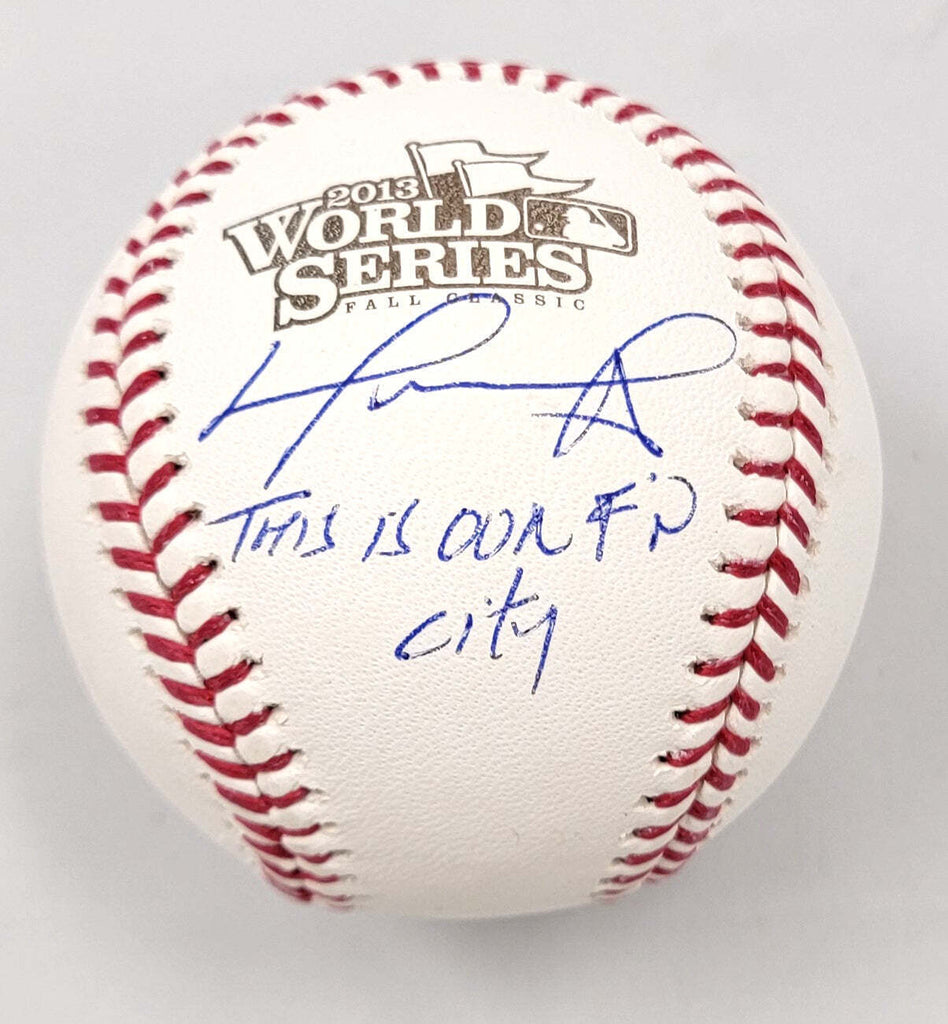 2013
WORLD
SERIES
FALL CLASSIC
THIS IS OUR F'N
city